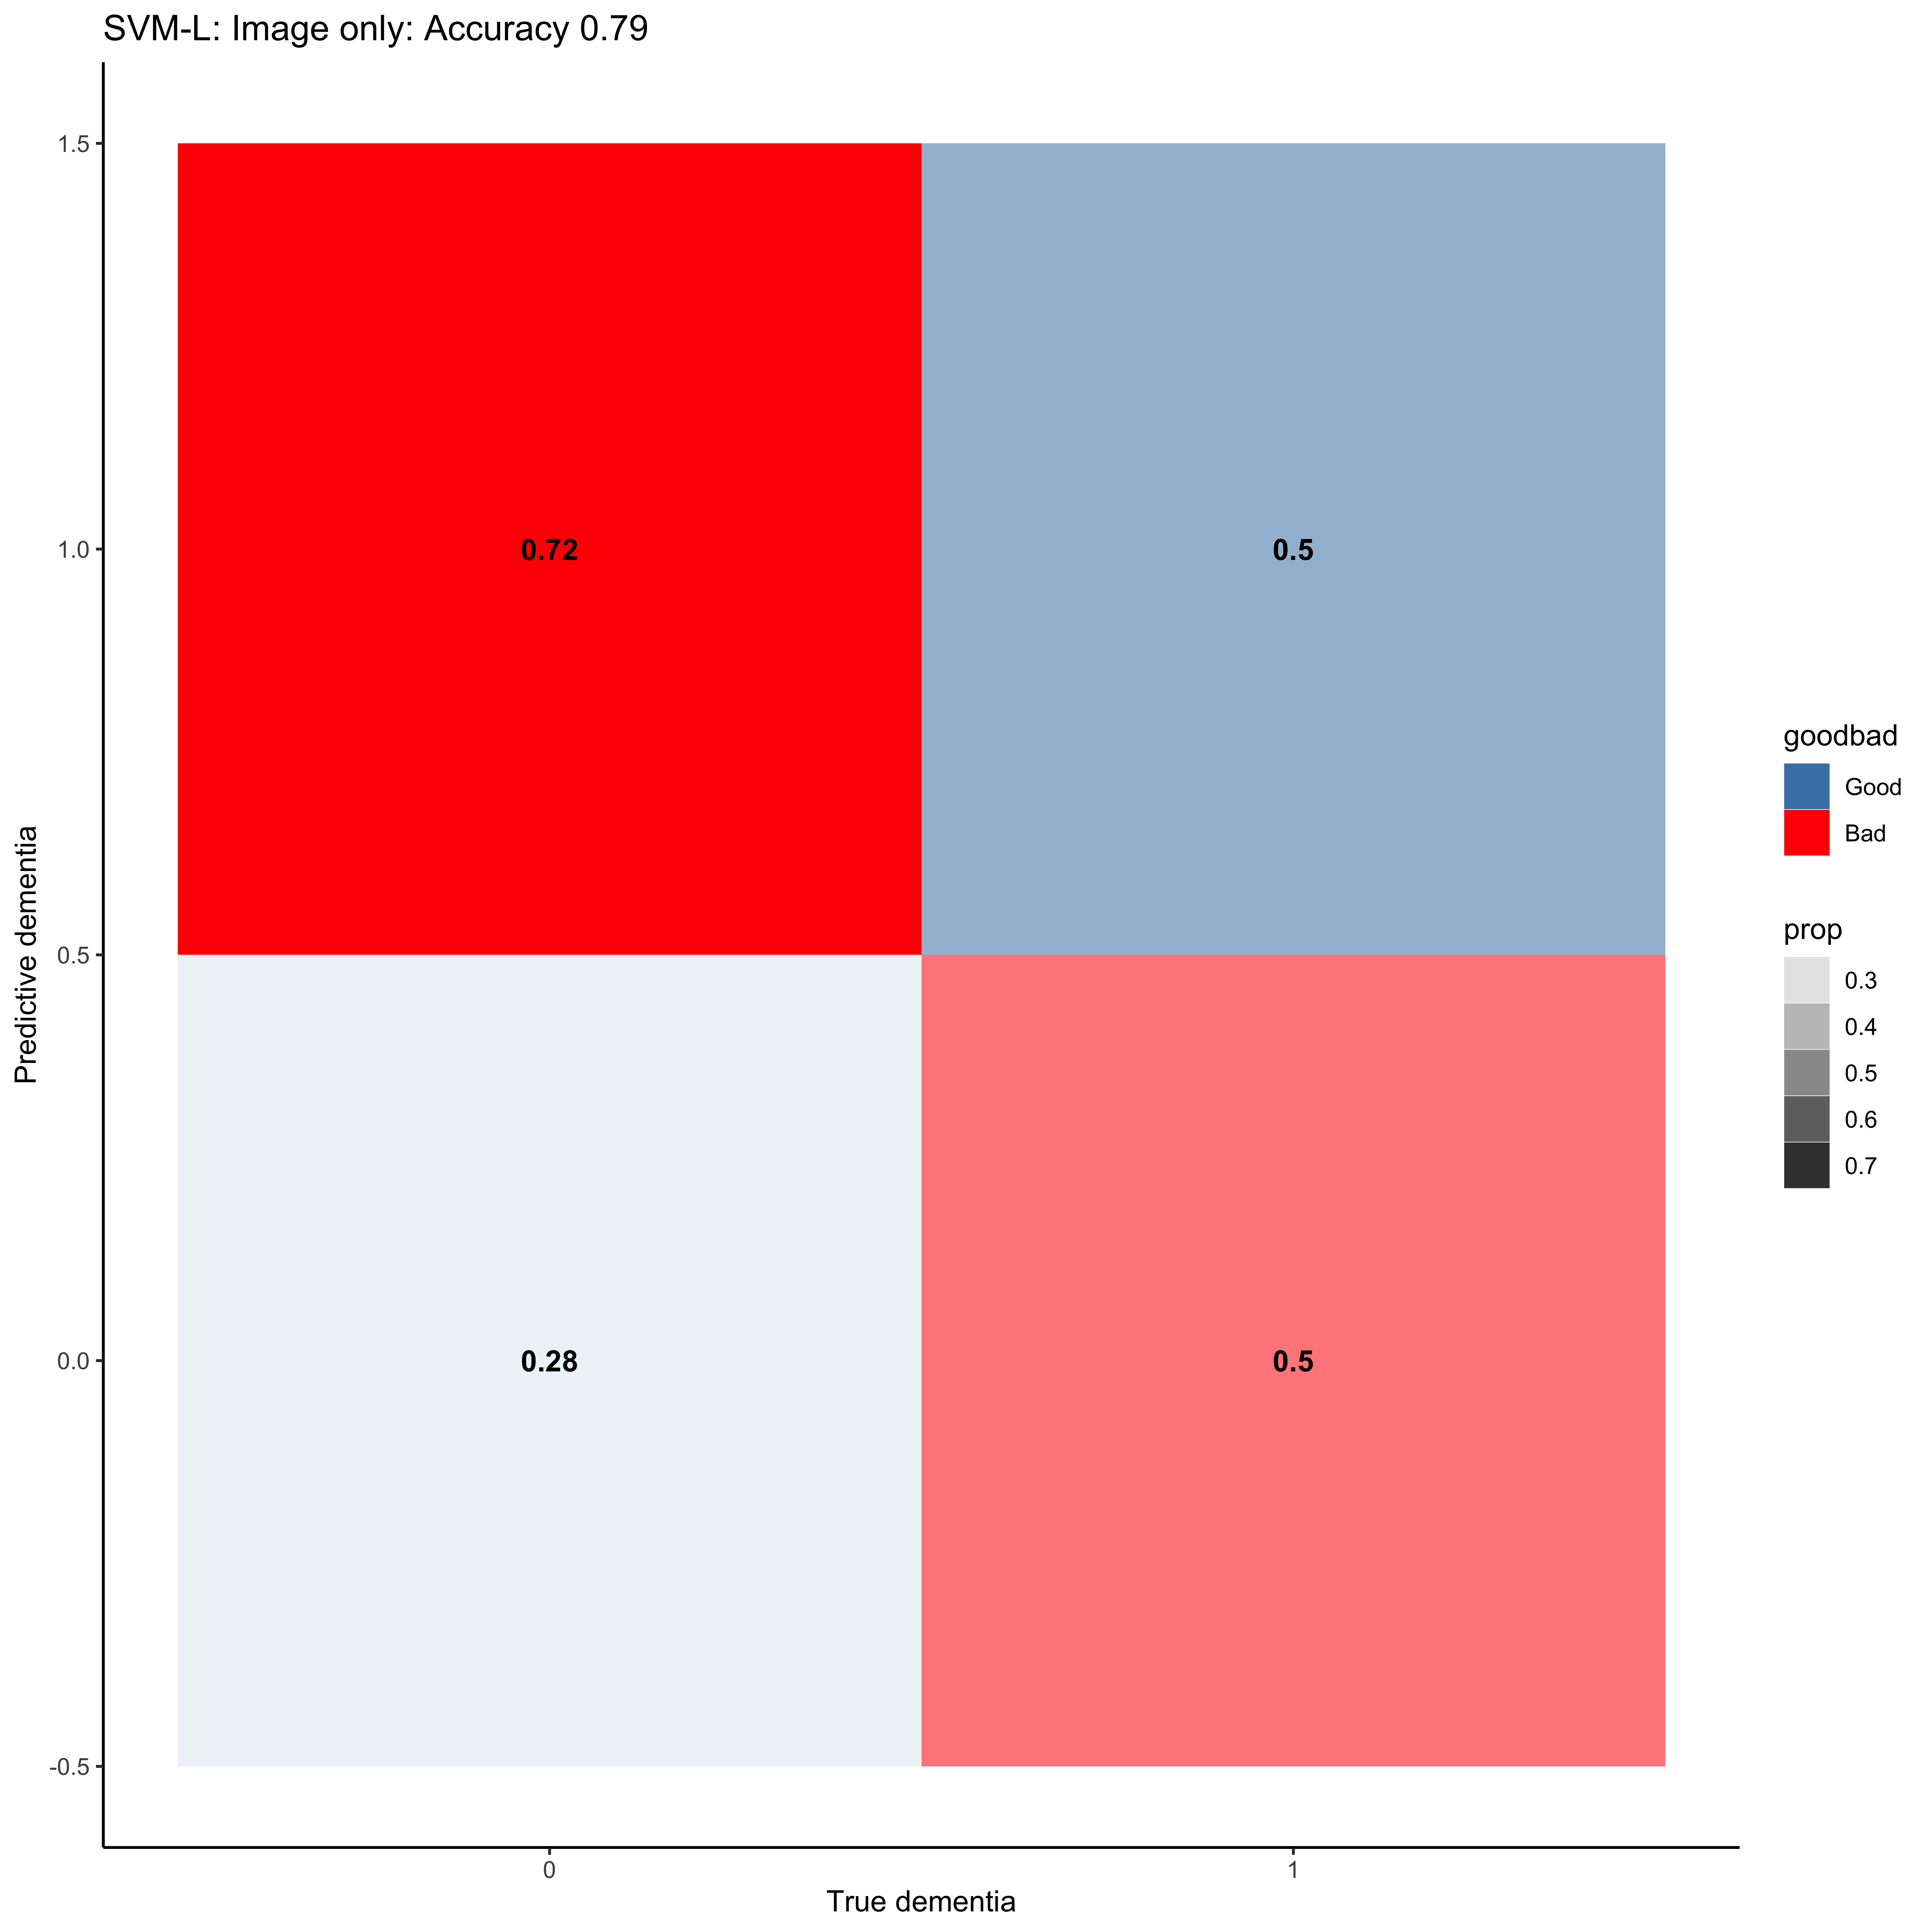 SVM-L: Image only: Accuracy 0.79
1.5
1.0
0.5
0.0
-0.5
Predictive dementia
0.72
0.5
0.28
0.5
0
1
True dementia
goodbad
Good
Bad
prop
0.3
0.4
0.5
0.6
0.7